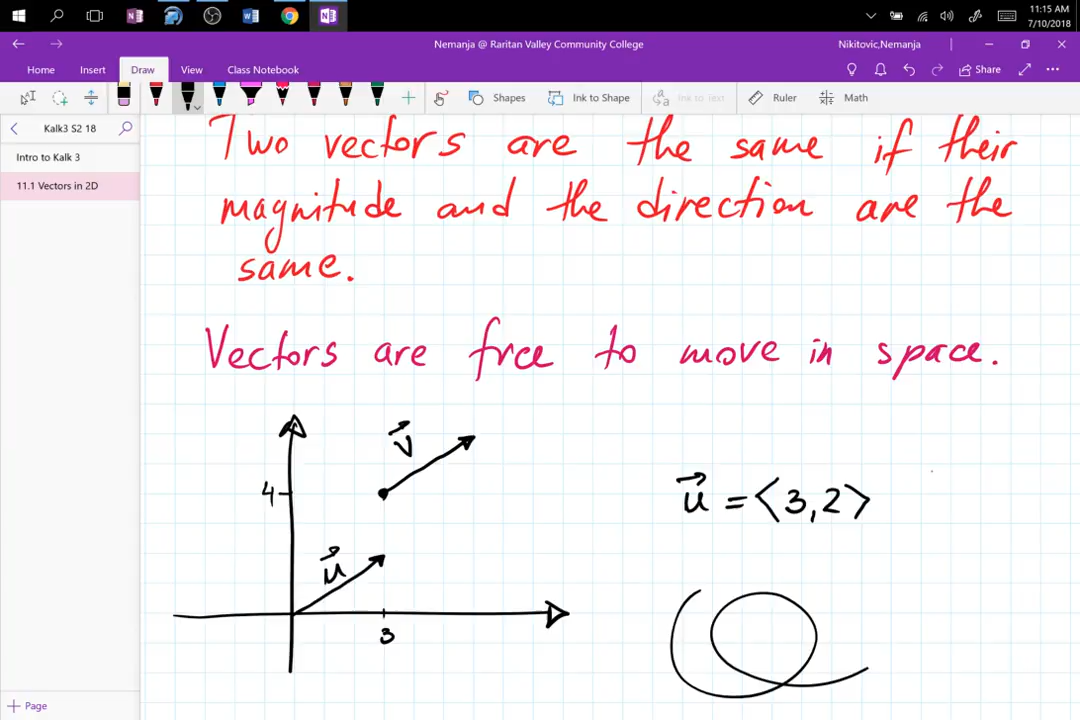 11:15 AM
7/10/2018
Nemanja @ Raritan Valley Community College
Nikitovic,Nemanja
Home Insert Draw View Class Notebook Share
Shapes Ink to Shape Ink to Text Ruler Math
Kalk3 S2 18
Intro to Kalk 3
11.1 Vectors in 2D
Two vectors are the same if their
magnitude and the direction are the
same.
Vectors are free to move in space.
v⃗
4
u⃗ = ⟨3,2⟩
u⃗
3
+ Page